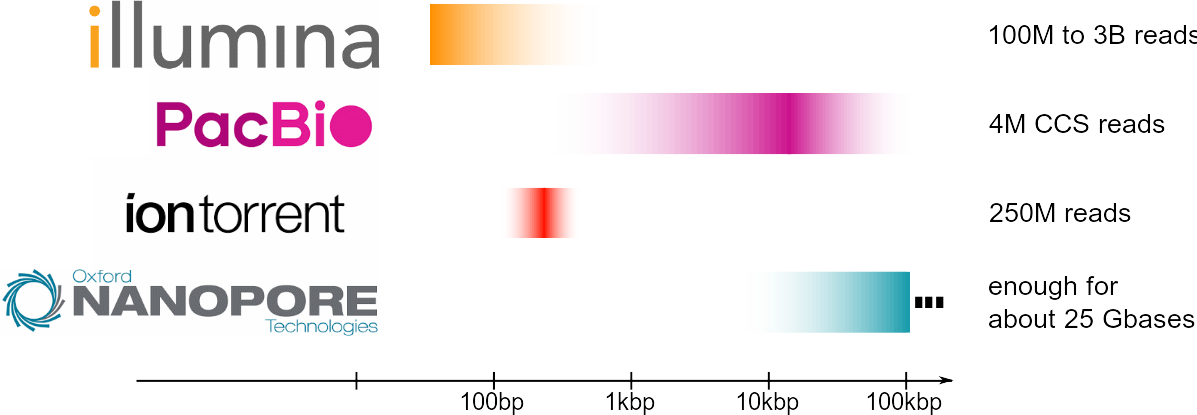 illumina
100M to 3B reads
PacBio
4M CCS reads
iontorrent
250M reads
Oxford
NANOPORE
Technologies
enough for
about 25 Gbases
100bp 1kbp 10kbp 100kbp